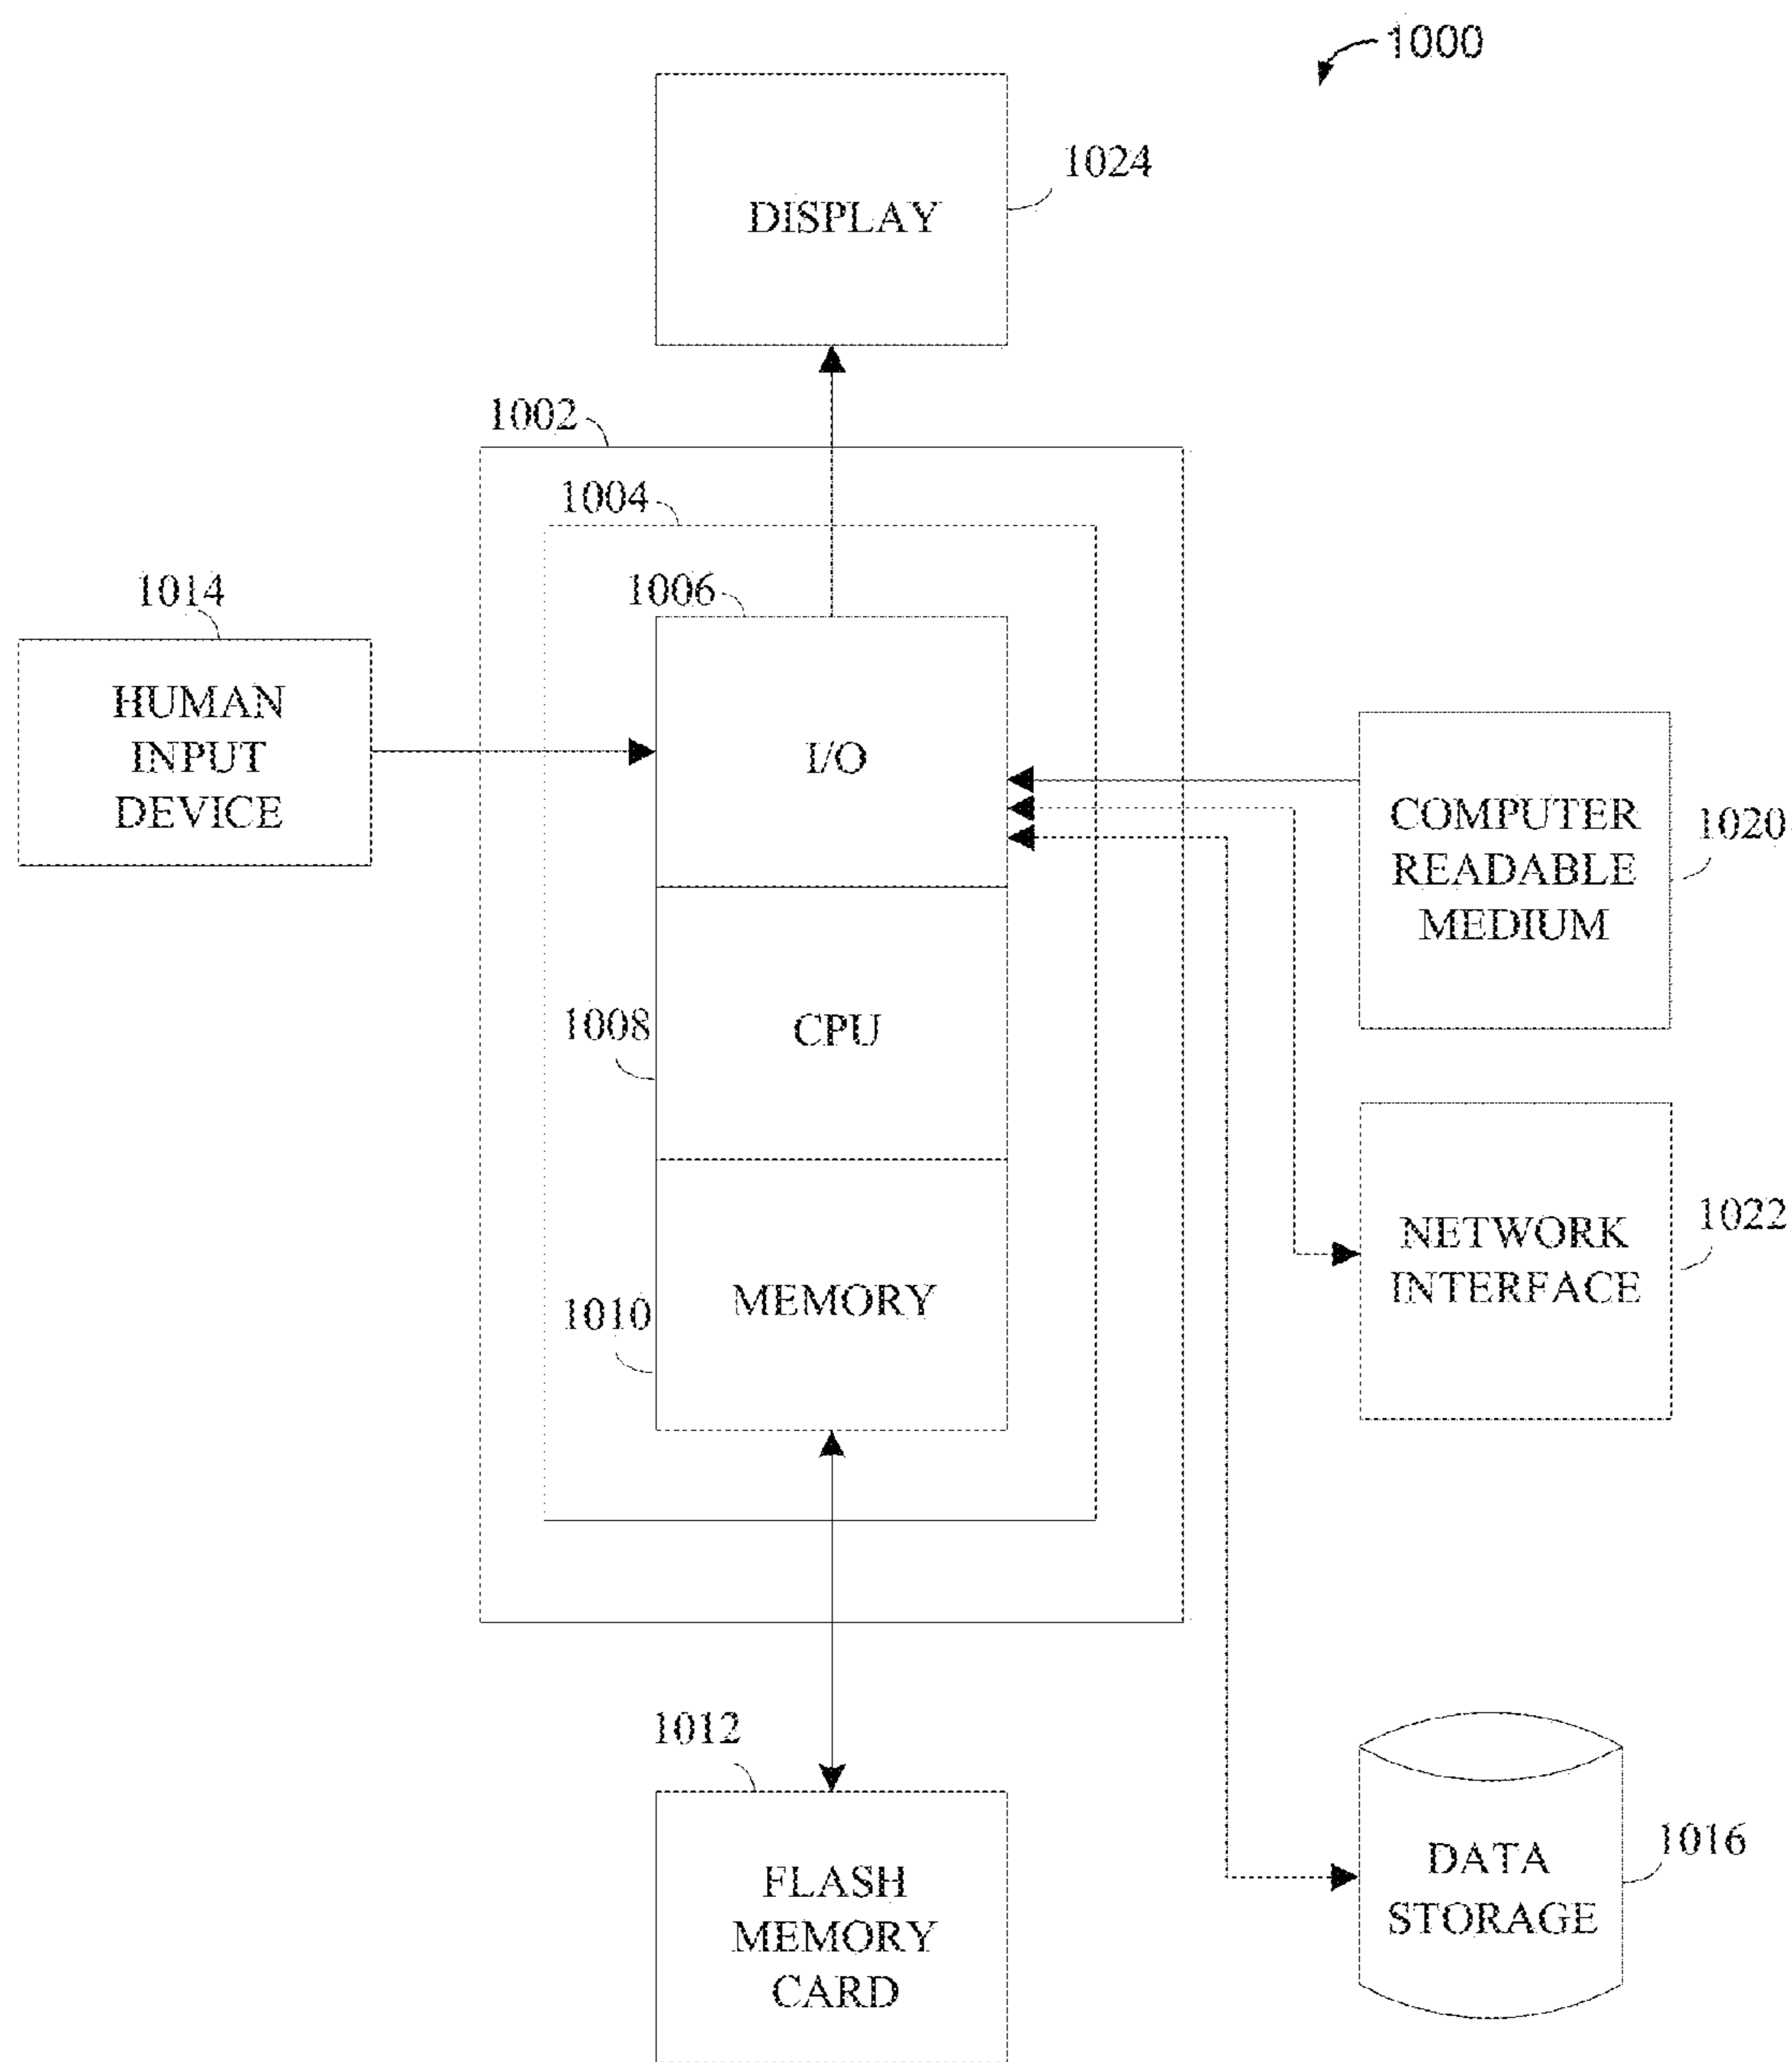 1000
DISPLAY
1024
1002
1004
1006
1014
HUMAN
INPUT
DEVICE
I/O
COMPUTER
READABLE
MEDIUM
1020
1008
CPU
NETWORK
INTERFACE
1022
1010
MEMORY
1012
FLASH
MEMORY
CARD
DATA
STORAGE
1016